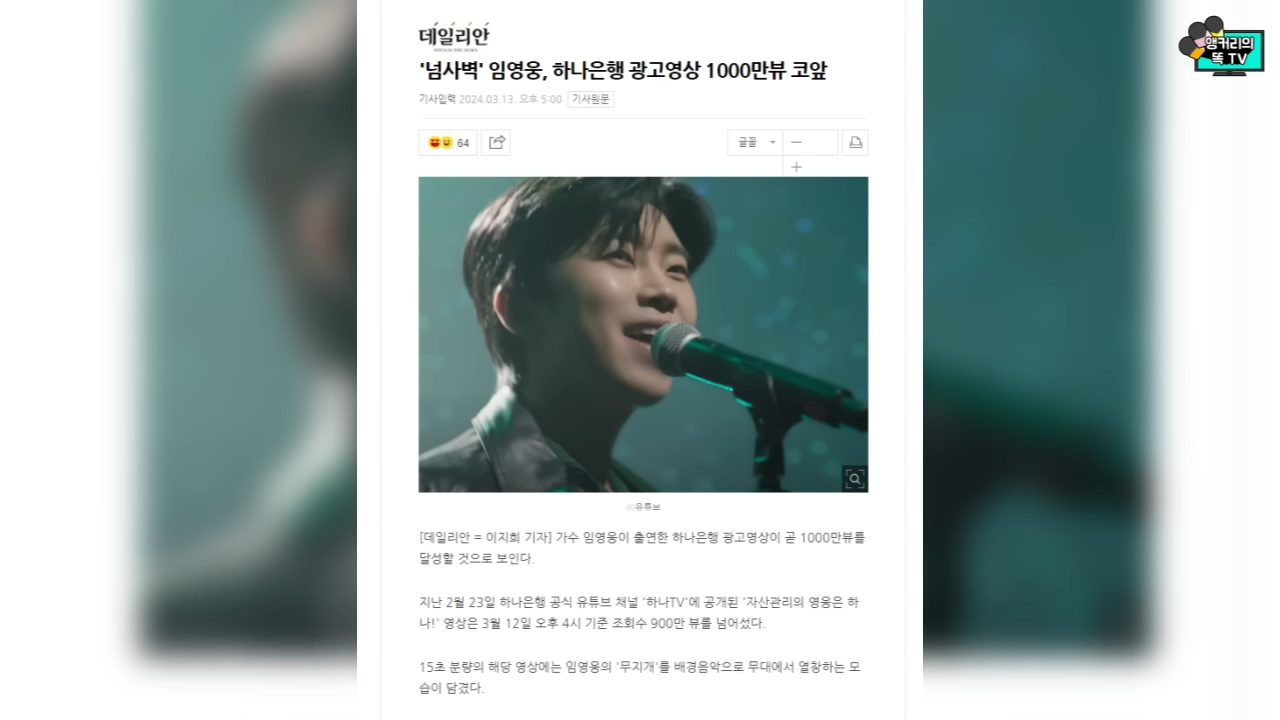 앵커리의
똑 TV
데일리안
'넘사벽' 임영웅, 하나은행 광고영상 1000만뷰 코앞
기사입력 2024.03.13. 오후 5:00 기사원문
64 글꼴
유튜브
[데일리안 = 이지희 기자] 가수 임영웅이 출연한 하나은행 광고영상이 곧 1000만뷰를
달성할 것으로 보인다.
지난 2월 23일 하나은행 공식 유튜브 채널 '하나TV'에 공개된 '자산관리의 영웅은 하
나!' 영상은 3월 12일 오후 4시 기준 조회수 900만 뷰를 넘어섰다.
15초 분량의 해당 영상에는 임영웅의 '무지개'를 배경음악으로 무대에서 열창하는 모
습이 담겼다.